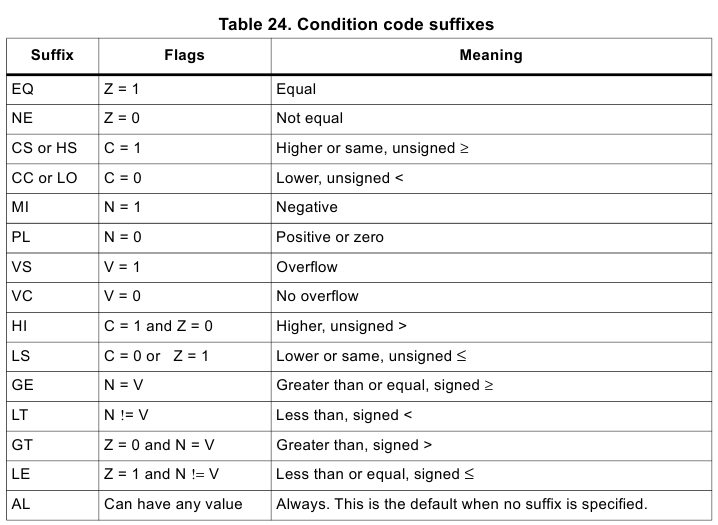 Table 24. Condition code suffixes
Suffix Flags Meaning
EQ Z = 1 Equal
NE Z = 0 Not equal
CS or HS C = 1 Higher or same, unsigned ≥
CC or LO C = 0 Lower, unsigned <
MI N = 1 Negative
PL N = 0 Positive or zero
VS V = 1 Overflow
VC V = 0 No overflow
HI C = 1 and Z = 0 Higher, unsigned >
LS C = 0 or Z = 1 Lower or same, unsigned ≤
GE N = V Greater than or equal, signed ≥
LT N != V Less than, signed <
GT Z = 0 and N = V Greater than, signed >
LE Z = 1 and N != V Less than or equal, signed ≤
AL Can have any value Always. This is the default when no suffix is specified.